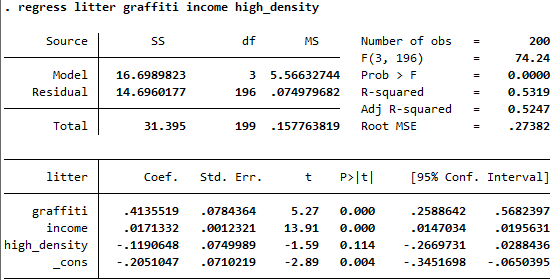 . regress litter graffiti income high_density
Source | SS df MS Number of obs = 200
F(3, 196) = 74.24
Model | 16.6989823 3 5.56632744 Prob > F = 0.0000
Residual | 14.6960177 196 .074979682 R-squared = 0.5319
Adj R-squared = 0.5247
Total | 31.395 199 .157763819 Root MSE = .27382
litter | Coef. Std. Err. t P>|t| [95% Conf. Interval]
graffiti | .4135519 .0784364 5.27 0.000 .2588642 .5682397
income | .0171332 .0012321 13.91 0.000 .0147034 .0195631
high_density | -.1190648 .0749989 -1.59 0.114 -.2669731 .0288436
_cons | -.2051047 .0710219 -2.89 0.004 -.3451698 -.0650395